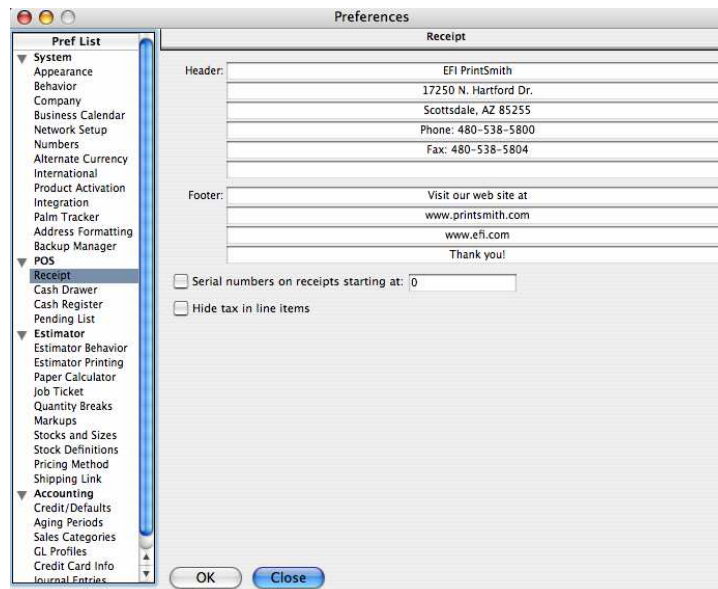 Preferences
Pref List
System
Appearance
Behavior
Company
Business Calendar
Network Setup
Numbers
Alternate Currency
International
Product Activation
Integration
Palm Tracker
Address Formatting
Backup Manager
POS
Receipt
Cash Drawer
Cash Register
Pending List
Estimator
Estimator Behavior
Estimator Printing
Paper Calculator
Job Ticket
Quantity Breaks
Markups
Stocks and Sizes
Stock Definitions
Pricing Method
Shipping Link
Accounting
Credit/Defaults
Aging Periods
Sales Categories
GL Profiles
Credit Card Info
Journal Entries
Receipt
Header: EFI PrintSmith
17250 N. Hartford Dr.
Scottsdale, AZ 85255
Phone: 480-538-5800
Fax: 480-538-5804
Footer: Visit our web site at
www.printsmith.com
www.efi.com
Thank you!
Serial numbers on receipts starting at: 0
Hide tax in line items
OK Close